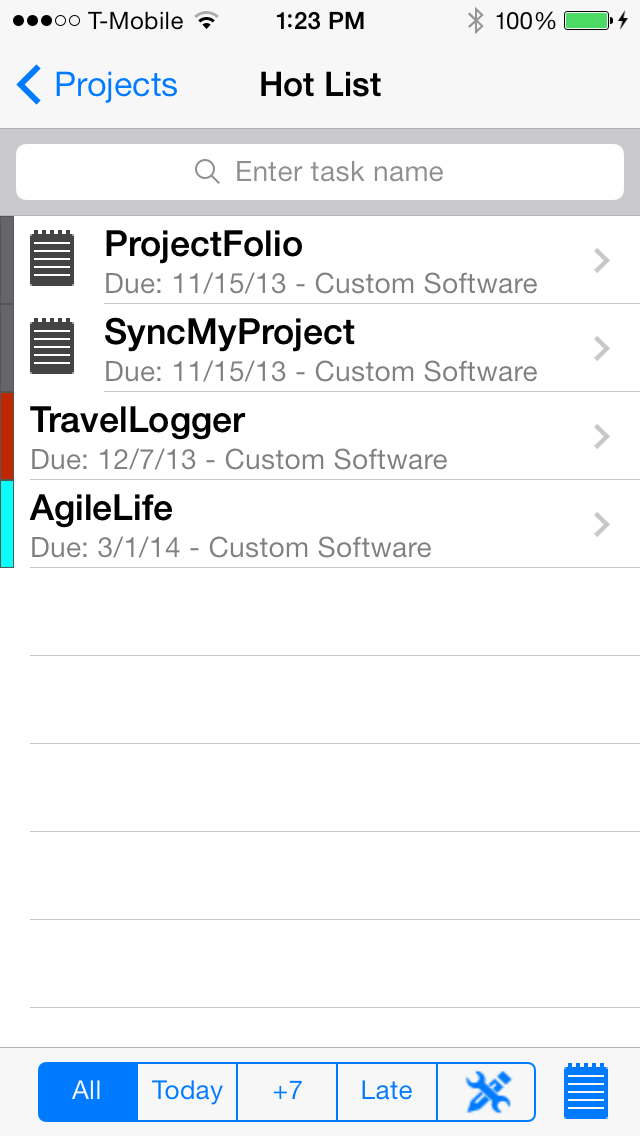 T-Mobile 1:23 PM 100%
Projects Hot List
Enter task name
ProjectFolio
Due: 11/15/13 - Custom Software
SyncMyProject
Due: 11/15/13 - Custom Software
TravelLogger
Due: 12/7/13 - Custom Software
AgileLife
Due: 3/1/14 - Custom Software
All Today +7 Late